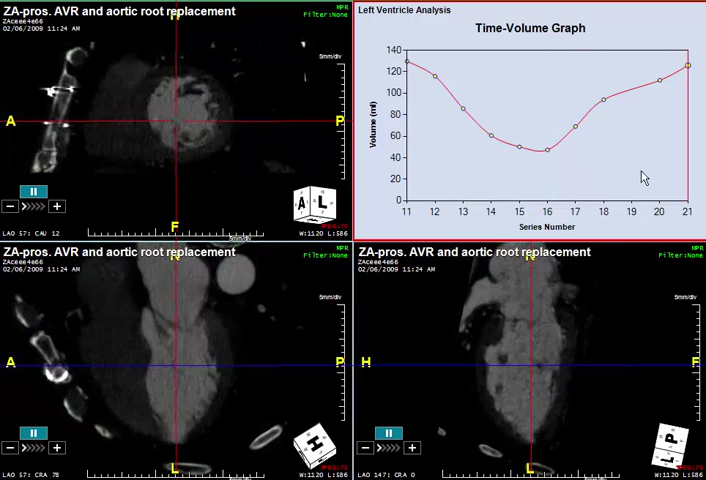 ZA-pros. AVR and aortic root replacement
ZAceee4e66
02/06/2009 11:24 AM
H
MPR
Filter:None
5mm/div
A
P
A L
F
LAO 57: CAU 12
5mm/div
W:1120 L:586
Left Ventricle Analysis
Time-Volume Graph
Volume (ml)
140
120
100
80
60
40
20
0
11 12 13 14 15 16 17 18 19 20 21
Series Number
ZA-pros. AVR and aortic root replacement
ZAceee4e66
02/06/2009 11:24 AM
MPR
Filter:None
5mm/div
A
P
H
L
LAO 57: CRA 78
W:1120 L:586
ZA-pros. AVR and aortic root replacement
ZAceee4e66
02/06/2009 11:24 AM
MPR
Filter:None
5mm/div
H
F
P
L
L
LAO 147: CRA 0
W:1120 L:586